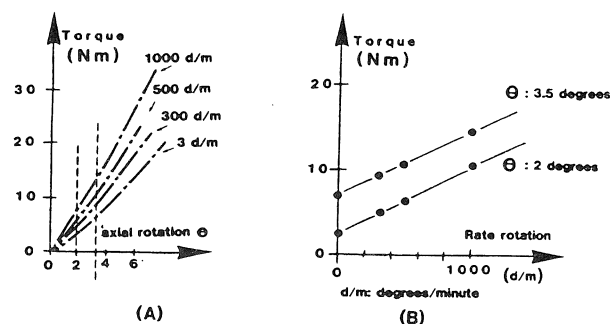 Torque
(Nm)
1000 d/m
500 d/m
300 d/m
3 d/m
30
20
10
0
axial rotation Θ
0 2 4 6
(A)
Torque
(Nm)
20
10
0
Θ : 3.5 degrees
Θ : 2 degrees
Rate rotation
0 1000 (d/m)
d/m: degrees/minute
(B)